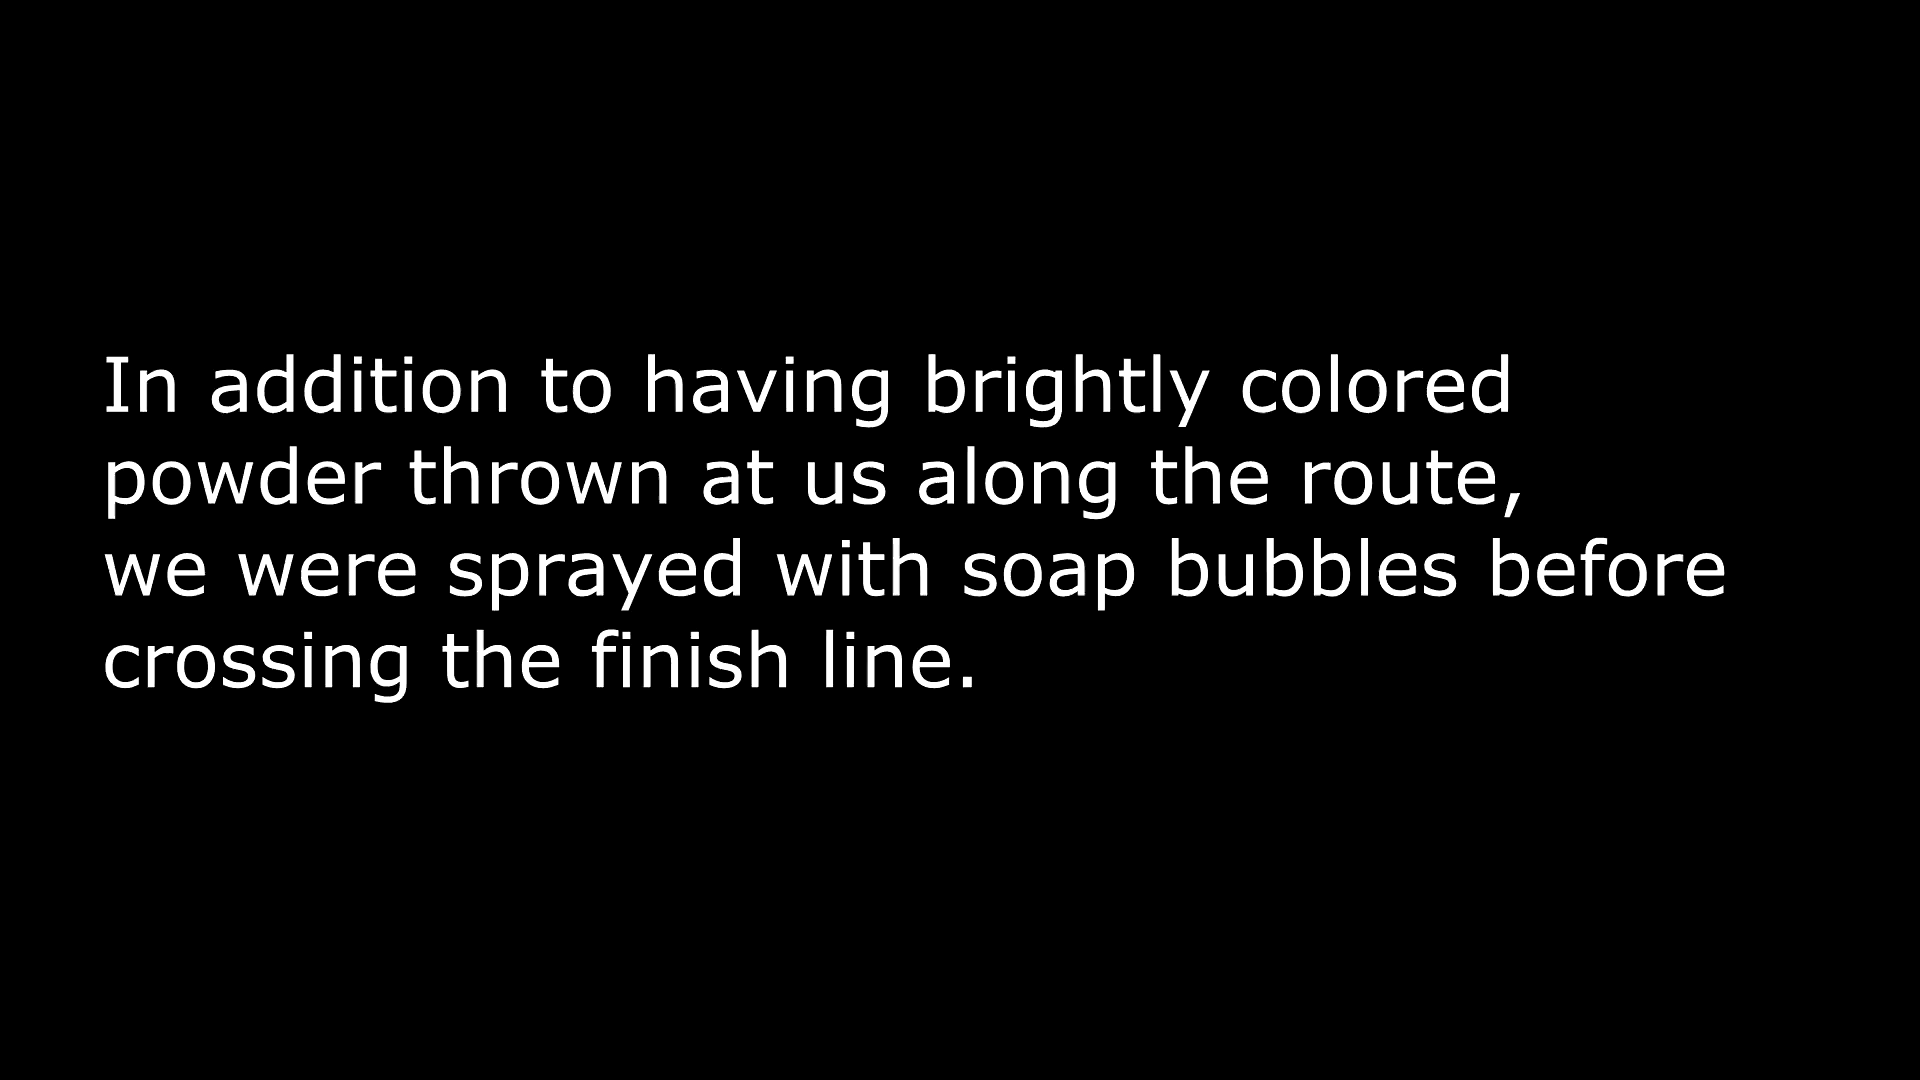 In addition to having brightly colored
powder thrown at us along the route,
we were sprayed with soap bubbles before
crossing the finish line.